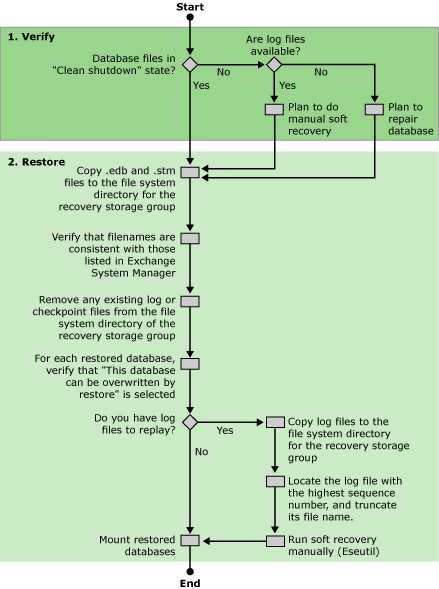 Start
1. Verify
Database files in
"Clean shutdown" state?
Are log files
available?
No
Yes
Yes
No
Plan to do
manual soft
recovery
Plan to
repair
database
2. Restore
Copy .edb and .stm
files to the file system
directory for the
recovery storage group
Verify that filenames are
consistent with those
listed in Exchange
System Manager
Remove any existing log or
checkpoint files from the file
system directory of the
recovery storage group
For each restored database,
verify that "This database
can be overwritten by
restore" is selected
Do you have log
files to replay?
Yes
No
Copy log files to the
file system directory
for the recovery storage
group
Locate the log file with
the highest sequence
number, and truncate
its file name.
Run soft recovery
manually (Eseutil)
Mount restored
databases
End